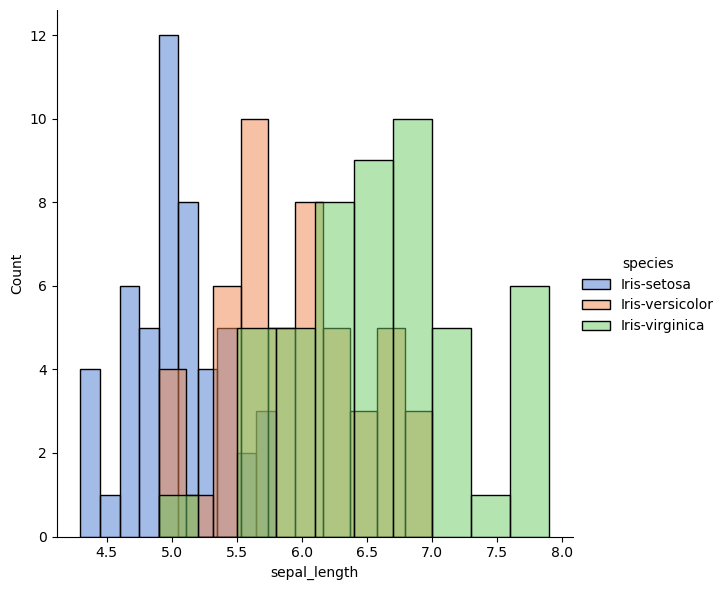 12
10
8
6
4
2
0
Count
4.5 5.0 5.5 6.0 6.5 7.0 7.5 8.0
sepal_length
species
Iris-setosa
Iris-versicolor
Iris-virginica